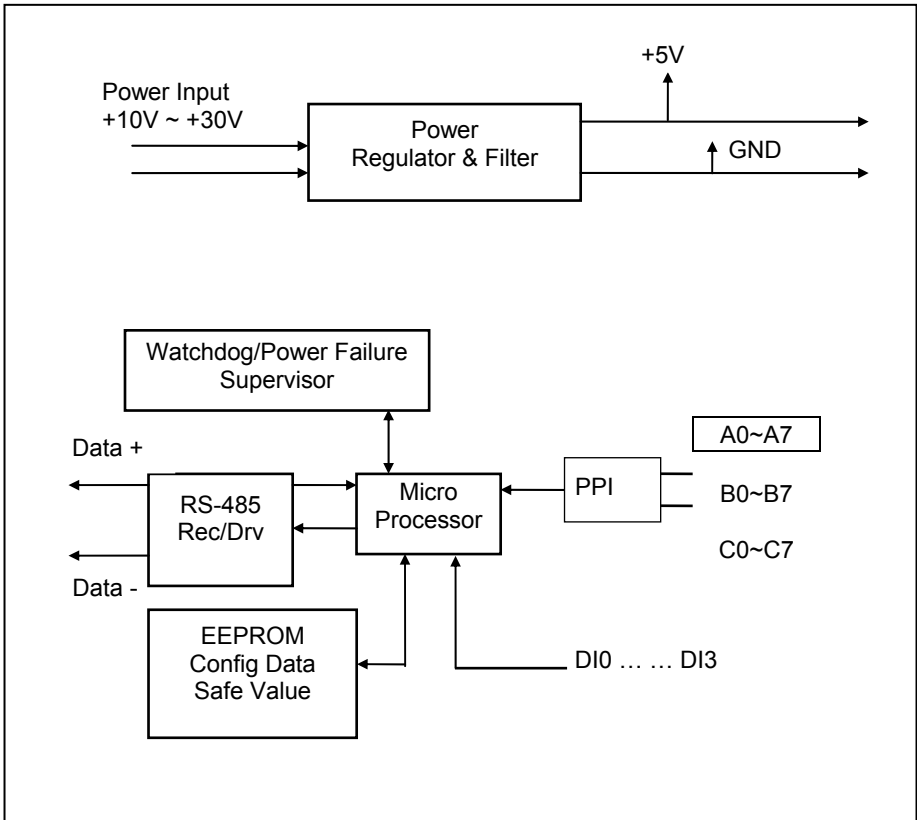 +5V
Power Input
+10V ~ +30V
Power
Regulator & Filter
GND
Watchdog/Power Failure
Supervisor
Data +
A0~A7
RS-485
Rec/Drv
Micro
Processor
PPI
B0~B7
C0~C7
Data -
EEPROM
Config Data
Safe Value
DI0 … … DI3